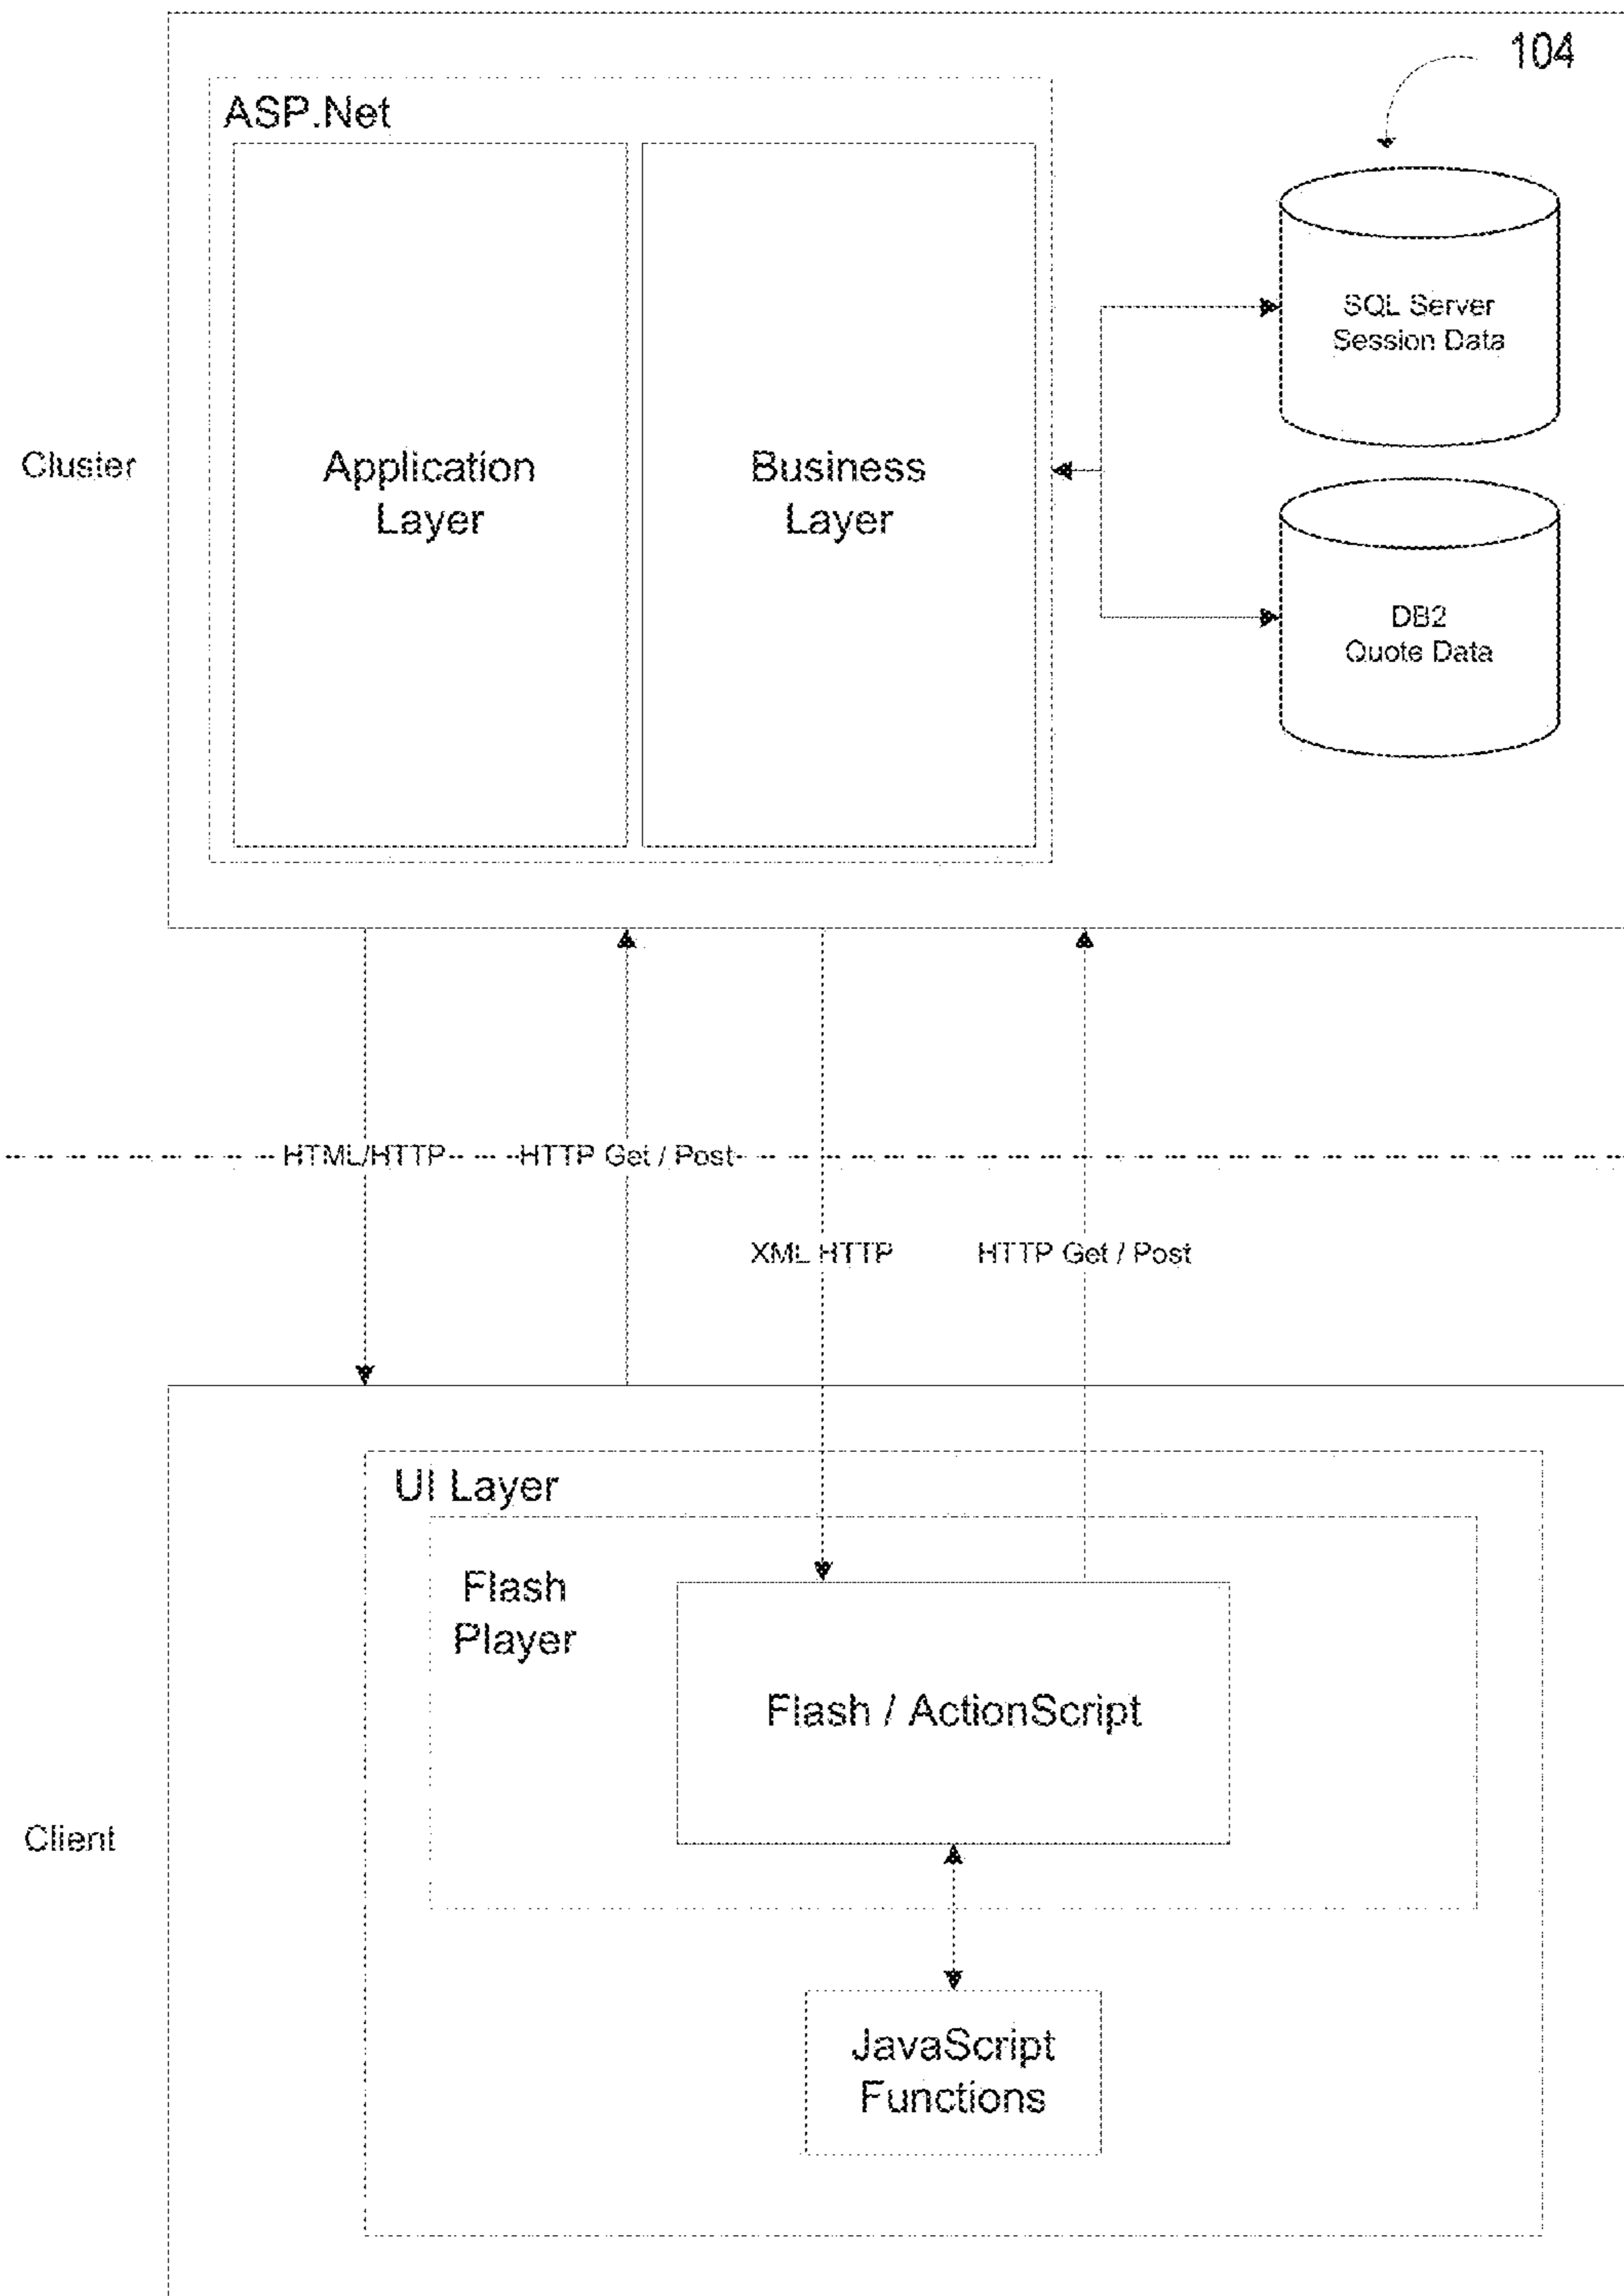 104
ASP.Net
SQL Server
Session Data
Cluster
Application
Layer
Business
Layer
DB2
Quote Data
HTML/HTTP
HTTP Get / Post
XML HTTP
HTTP Get / Post
UI Layer
Flash
Player
Flash / ActionScript
Client
JavaScript
Functions